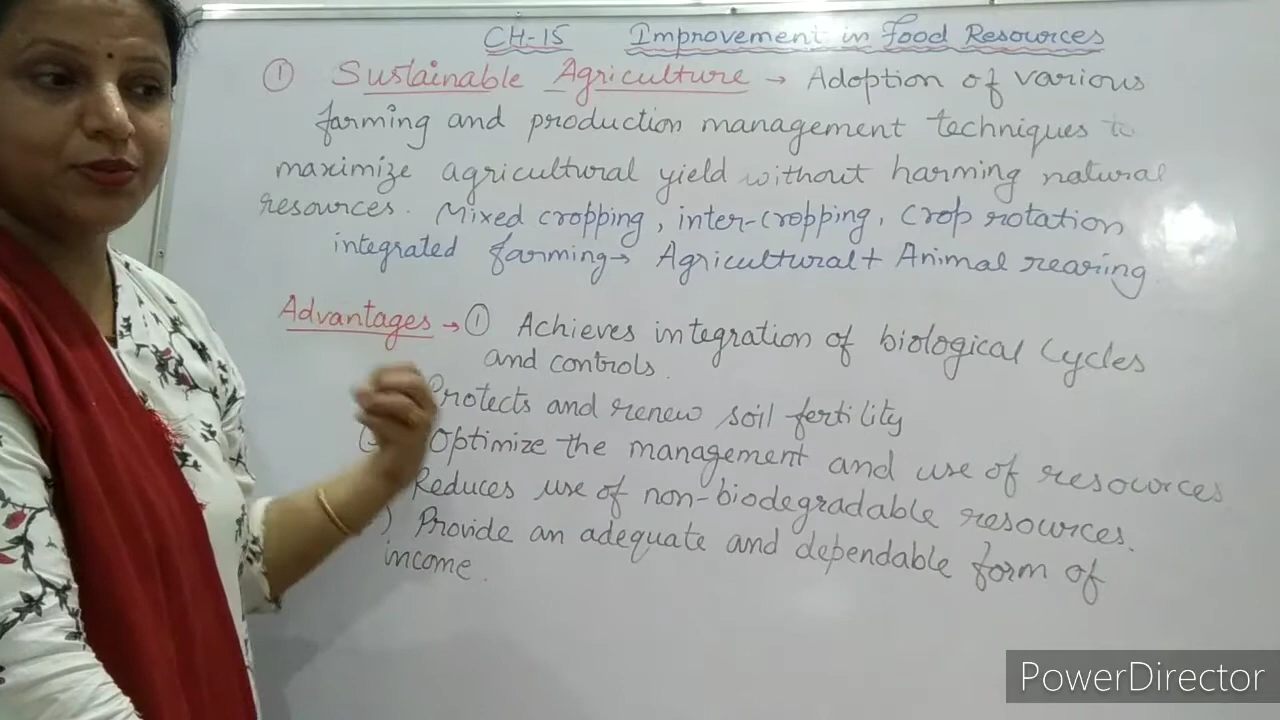 CH-15 Improvement in Food Resources
① Sustainable Agriculture → Adoption of various
farming and production management techniques to
maximize agricultural yield without harming natural
resources. Mixed cropping, inter-cropping, Crop rotation
integrated farming → Agricultural + Animal rearing
Advantages → ① Achieves integration of biological Cycles
and controls.
Protects and renew soil fertility
Optimize the management and use of resources
Reduces use of non-biodegradable resources.
) Provide an adequate and dependable form of
income.
PowerDirector